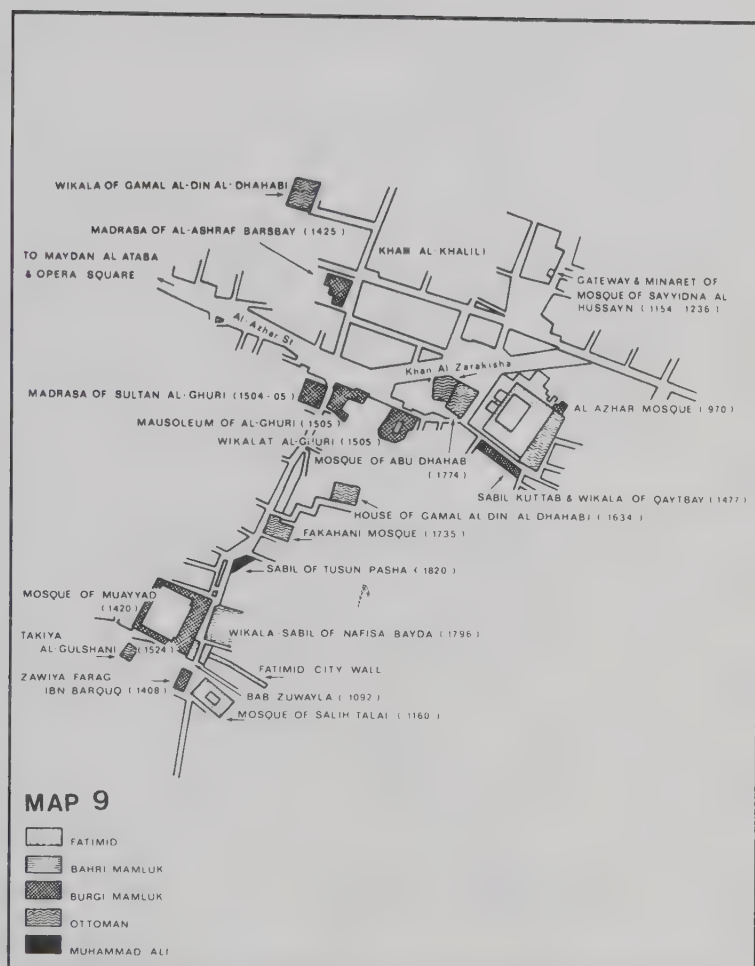 WIKALA OF GAMAL AL-DIN AL-DHAHABI
MADRASA OF AL-ASHRAF BARSBAY (1425)
KHAN AL-KHALILI
TO MAYDAN AL ATABA
& OPERA SQUARE
GATEWAY & MINARET OF
MOSQUE OF SAYYIDNA AL
HUSSAYN (1154 1236)
Al-Azhar St
Khan Al Zarakisha
MADRASA OF SULTAN AL-GHURI (1504-05)
AL AZHAR MOSQUE (970)
MAUSOLEUM OF AL-GHURI (1505)
WIKALAT AL-GHURI (1505)
MOSQUE OF ABU DHAHAB
(1774)
SABIL KUTTAB & WIKALA OF QAYTBAY (1477)
HOUSE OF GAMAL AL DIN AL DHAHABI (1634)
FAKAHANI MOSQUE (1735)
SABIL OF TUSUN PASHA (1820)
MOSQUE OF MUAYYAD
(1420)
WIKALA-SABIL OF NAFISA BAYDA (1796)
TAKIYA
AL-GULSHANI (1524)
FATIMID CITY WALL
ZAWIYA FARAG
IBN BARQUQ (1408)
BAB ZUWAYLA (1092)
MOSQUE OF SALIH TALAI (1160)
MAP 9
FATIMID
BAHRI MAMLUK
BURGI MAMLUK
OTTOMAN
MUHAMMAD ALI